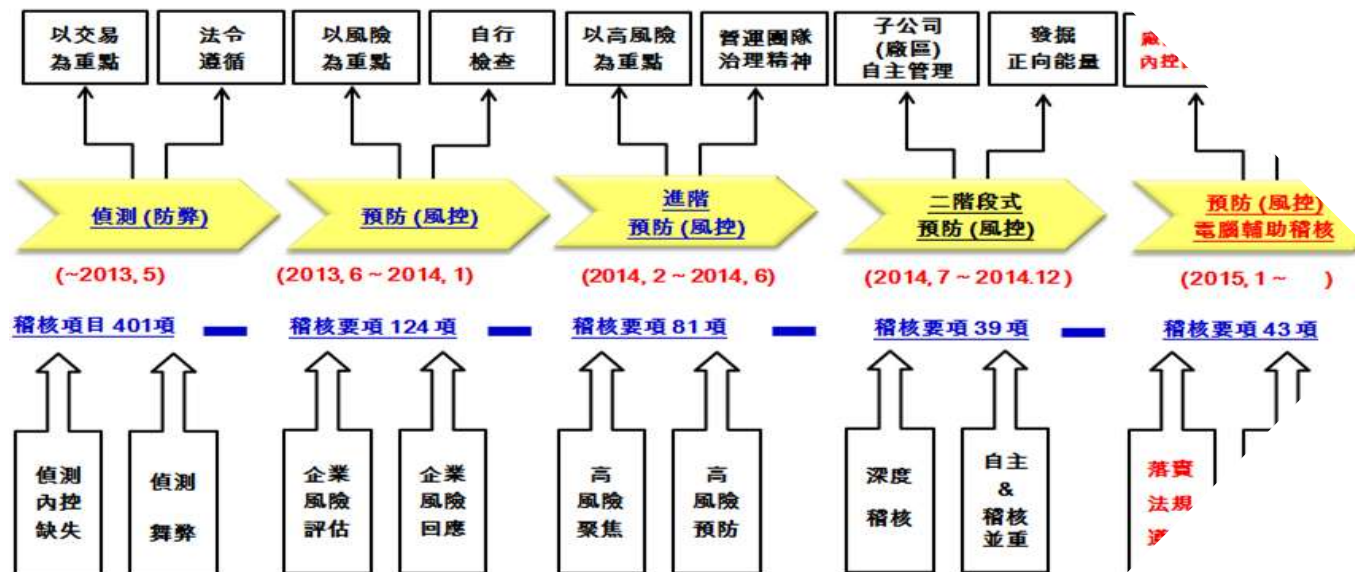 以交易
為重點
法令
遵循
以風險
為重點
自行
檢查
以高風險
為重點
營運團隊
治理精神
子公司
(廠區)
自主管理
發掘
正向能量
內控
偵測(防弊)
預防(風控)
進階
預防(風控)
二階段式
預防(風控)
預防(風控)
電腦輔助稽核
(~2013, 5)
(2013, 6 ~ 2014, 1)
(2014, 2 ~ 2014, 6)
(2014, 7 ~ 2014.12)
(2015, 1 ~ )
稽核項目 401項
稽核要項 124 項
稽核要項 81 項
稽核要項 39 項
稽核要項 43 項
偵測
內控
缺失
偵測
舞弊
企業
風險
評估
企業
風險
回應
高
風險
聚焦
高
風險
預防
深度
稽核
自主
&
稽核
並重
落實
法規